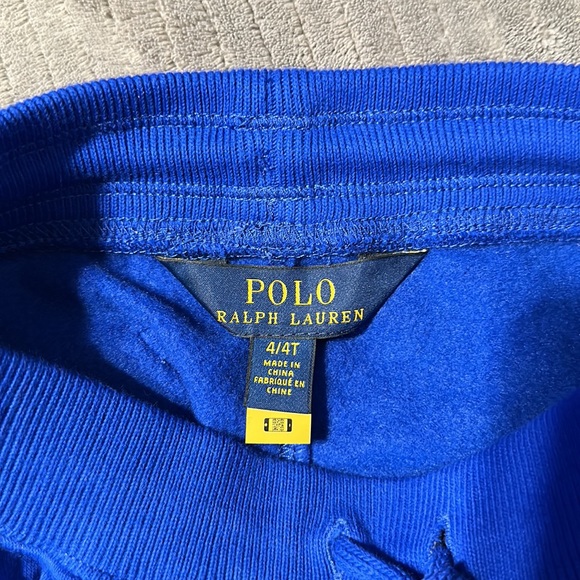 POLO
RALPH LAUREN
4/4T
MADE IN
CHINA
FABRIQUÉ EN
CHINE